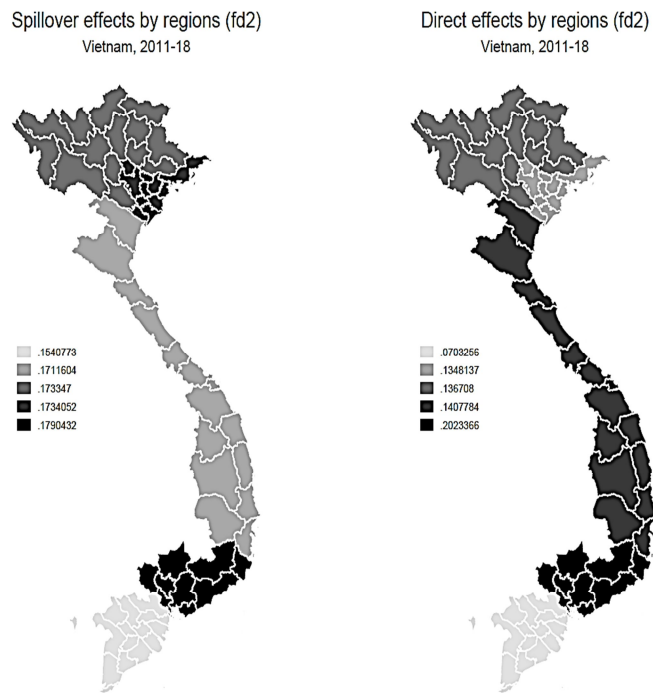 Spillover effects by regions (fd2)
Vietnam, 2011-18
.1540773
.1711604
.173347
.1734052
.1790432
Direct effects by regions (fd2)
Vietnam, 2011-18
.0703256
.1348137
.136708
.1407784
.2023366